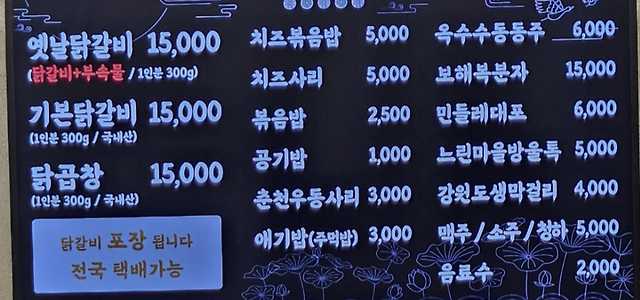 옛날닭갈비 15,000
(닭갈비+부속물 / 1인분 300g)
기본닭갈비 15,000
(1인분 300g / 국내산)
닭곱창 15,000
(1인분 300g / 국내산)
닭갈비 포장 됩니다
전국 택배가능
치즈볶음밥 5,000
치즈사리 5,000
볶음밥 2,500
공기밥 1,000
춘천우동사리 3,000
애기밥(주먹밥) 3,000
옥수수동동주 6,000
보해복분자 15,000
민들레대포 6,000
느린마을방울톡 5,000
강원도생막걸리 4,000
맥주 / 소주 / 청하 5,000
음료수 2,000